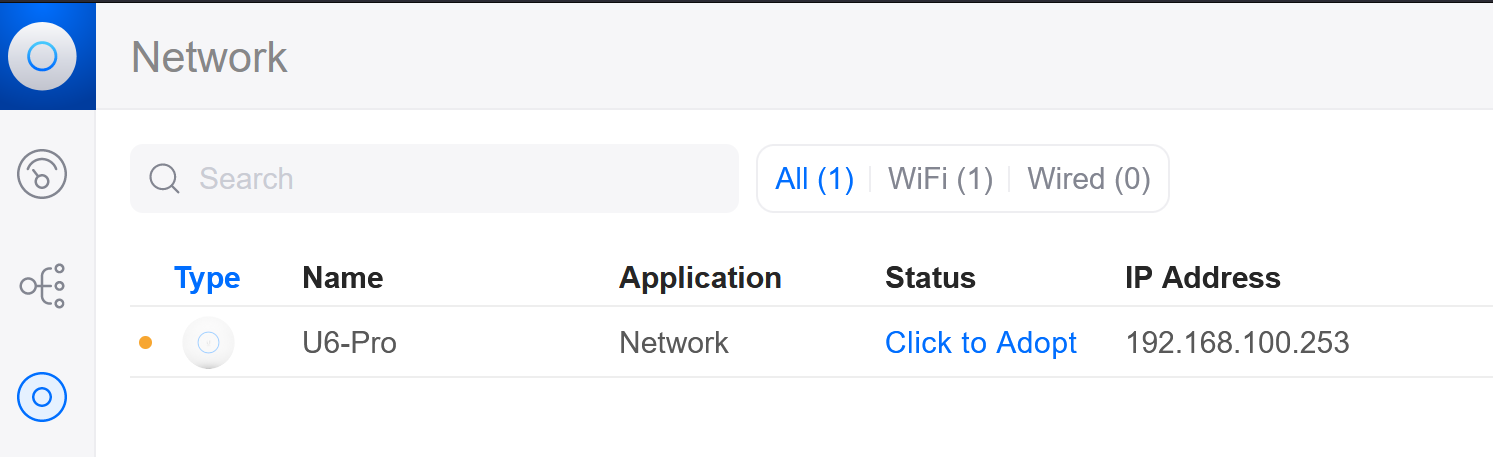 Network
Search
All (1) WiFi (1) Wired (0)
Type Name Application Status IP Address
U6-Pro Network Click to Adopt 192.168.100.253